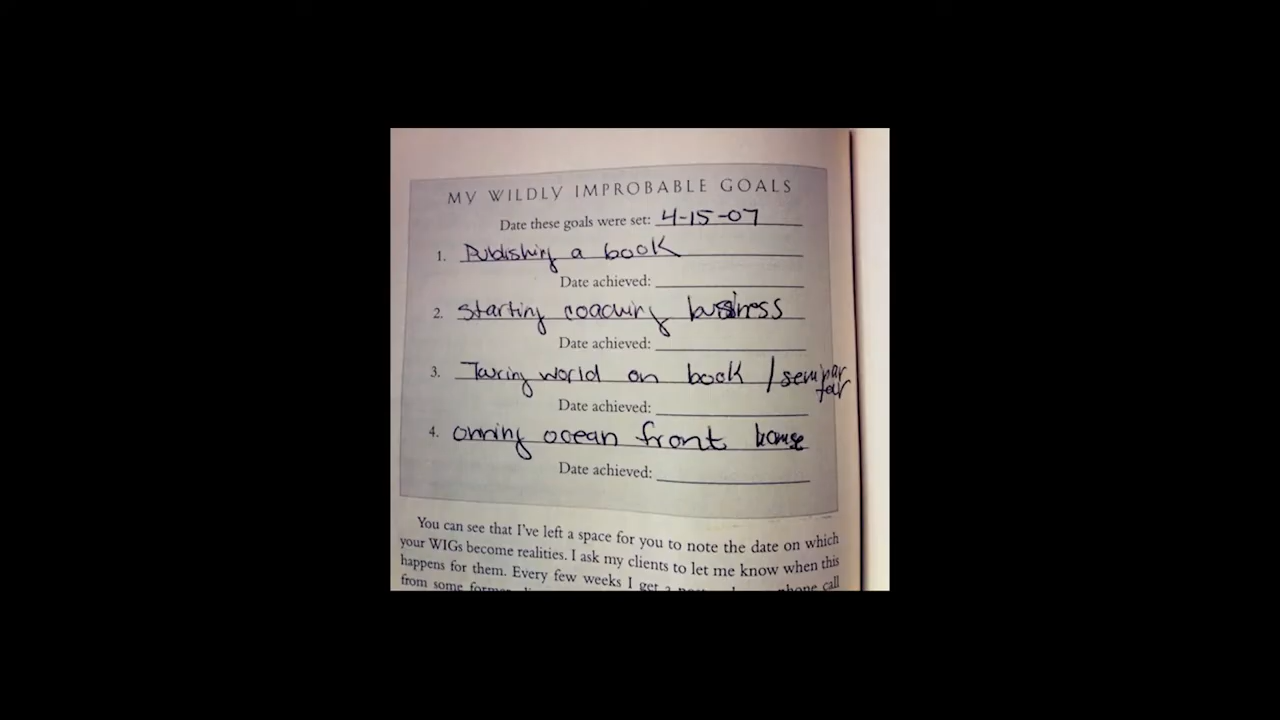 MY WILDLY IMPROBABLE GOALS
Date these goals were set: 4-15-07
1. Publishing a book
Date achieved:
2. starting coaching business
Date achieved:
3. Touring world on book / seminar
tour
Date achieved:
4. owning ocean front house
Date achieved:
You can see that I've left a space for you to note the date on which
your WIGs become realities. I ask my clients to let me know when this
happens for them. Every few weeks I get a phone call
from some